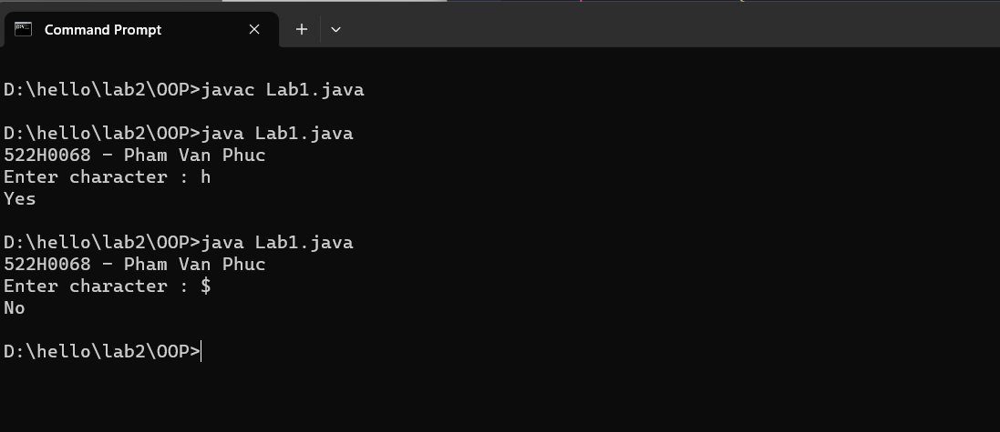 Command Prompt
D:\hello\lab2\OOP>javac Lab1.java
D:\hello\lab2\OOP>java Lab1.java
522H0068 - Pham Van Phuc
Enter character : h
Yes
D:\hello\lab2\OOP>java Lab1.java
522H0068 - Pham Van Phuc
Enter character : $
No
D:\hello\lab2\OOP>